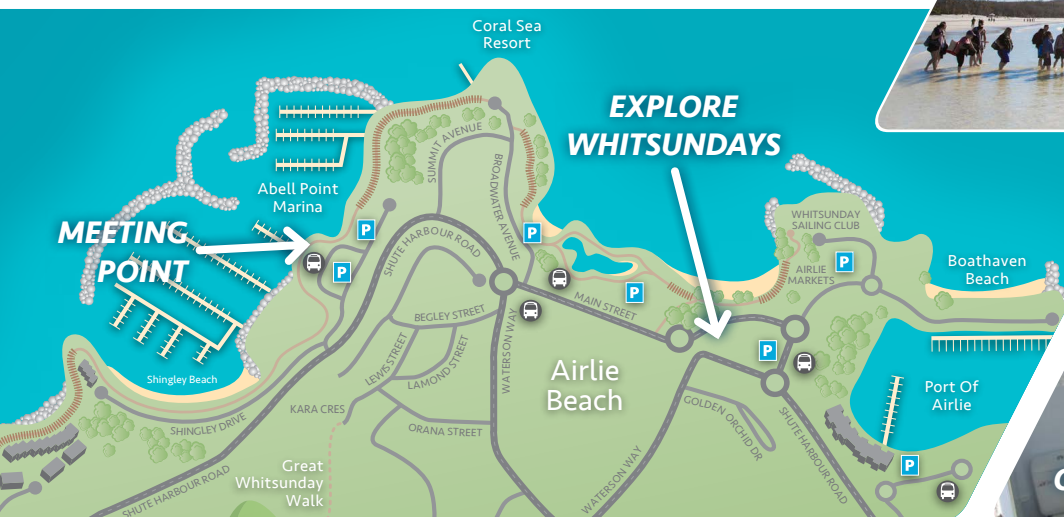 Coral Sea
Resort
EXPLORE
WHITSUNDAYS
SUMMIT AVENUE
BROADWATER AVENUE
Abell Point
Marina
MEETING
POINT
P
P
SHUTE HARBOUR ROAD
P
P
WHITSUNDAY
SAILING CLUB
AIRLIE
MARKETS
P
Boathaven
Beach
MAIN STREET
BEGLEY STREET
WATERSON WAY
LEWIS STREET
LAMOND STREET
Airlie
Beach
P
Shingley Beach
SHINGLEY DRIVE
KARA CRES
ORANA STREET
GOLDEN ORCHID DR
SHUTE HARBOUR ROAD
Port Of
Airlie
Great
Whitsunday
Walk
SHUTE HARBOUR ROAD
WATERSON WAY
P